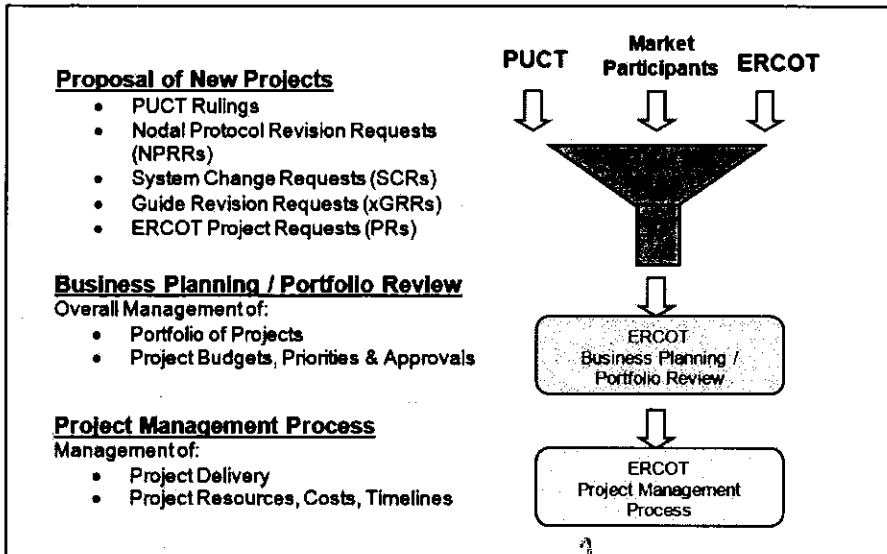 Proposal of New Projects
• PUCT Rulings
• Nodal Protocol Revision Requests
(NPRRs)
• System Change Requests (SCRs)
• Guide Revision Requests (xGRRs)
• ERCOT Project Requests (PRs)
Business Planning / Portfolio Review
Overall Management of:
• Portfolio of Projects
• Project Budgets, Priorities & Approvals
Project Management Process
Management of:
• Project Delivery
• Project Resources, Costs, Timelines
PUCT
Market
Participants
ERCOT
ERCOT
Business Planning /
Portfolio Review
ERCOT
Project Management
Process